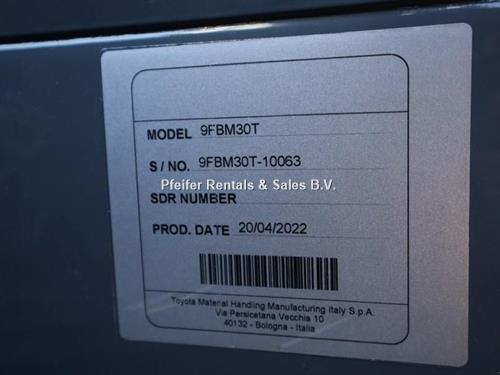 MODEL 9FBM30T
S / NO. 9FBM30T-10063
Pfeifer Rentals & Sales B.V.
SDR NUMBER
PROD. DATE 20/04/2022
Toyota Material Handling Manufacturing Italy S.p.A.
Via Persicetana Vecchia 10
40132 - Bologna - Italia